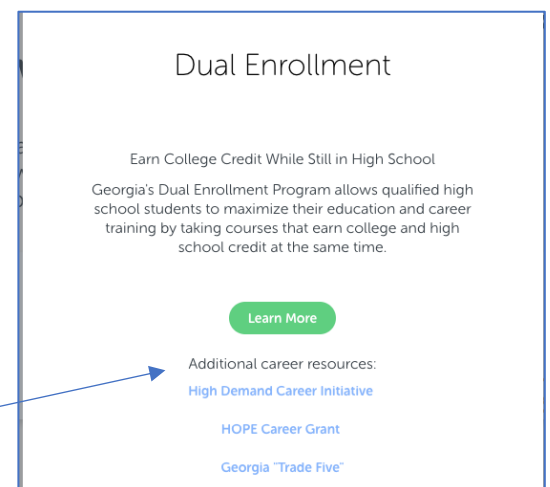 Dual Enrollment
Earn College Credit While Still in High School
Georgia's Dual Enrollment Program allows qualified high
school students to maximize their education and career
training by taking courses that earn college and high
school credit at the same time.
Learn More
Additional career resources:
High Demand Career Initiative
HOPE Career Grant
Georgia "Trade Five"